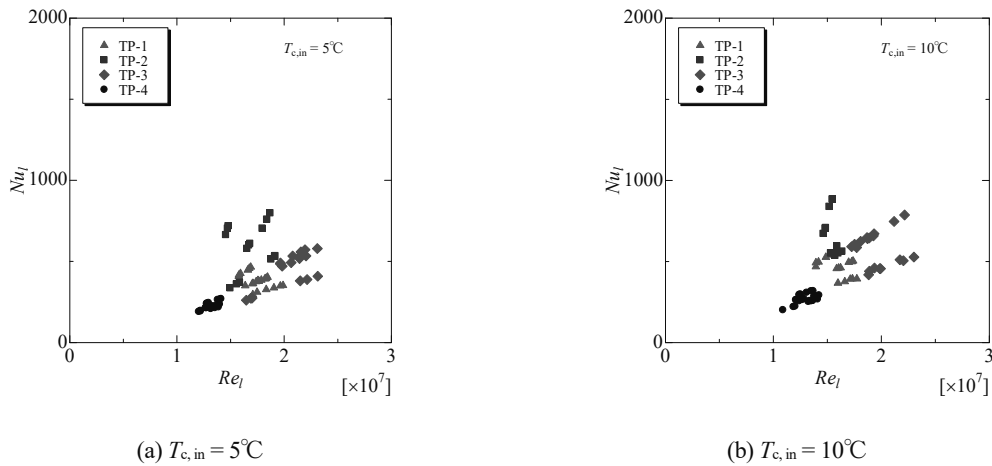 2000
TP-1
TP-2
TP-3
TP-4
Tc,in = 5℃
1000
Nul
0
0 1 2 3
Rel
[×10⁷]
(a) Tc, in = 5℃
2000
TP-1
TP-2
TP-3
TP-4
Tc,in = 10℃
1000
Nul
0
0 1 2 3
Rel
[×10⁷]
(b) Tc, in = 10℃